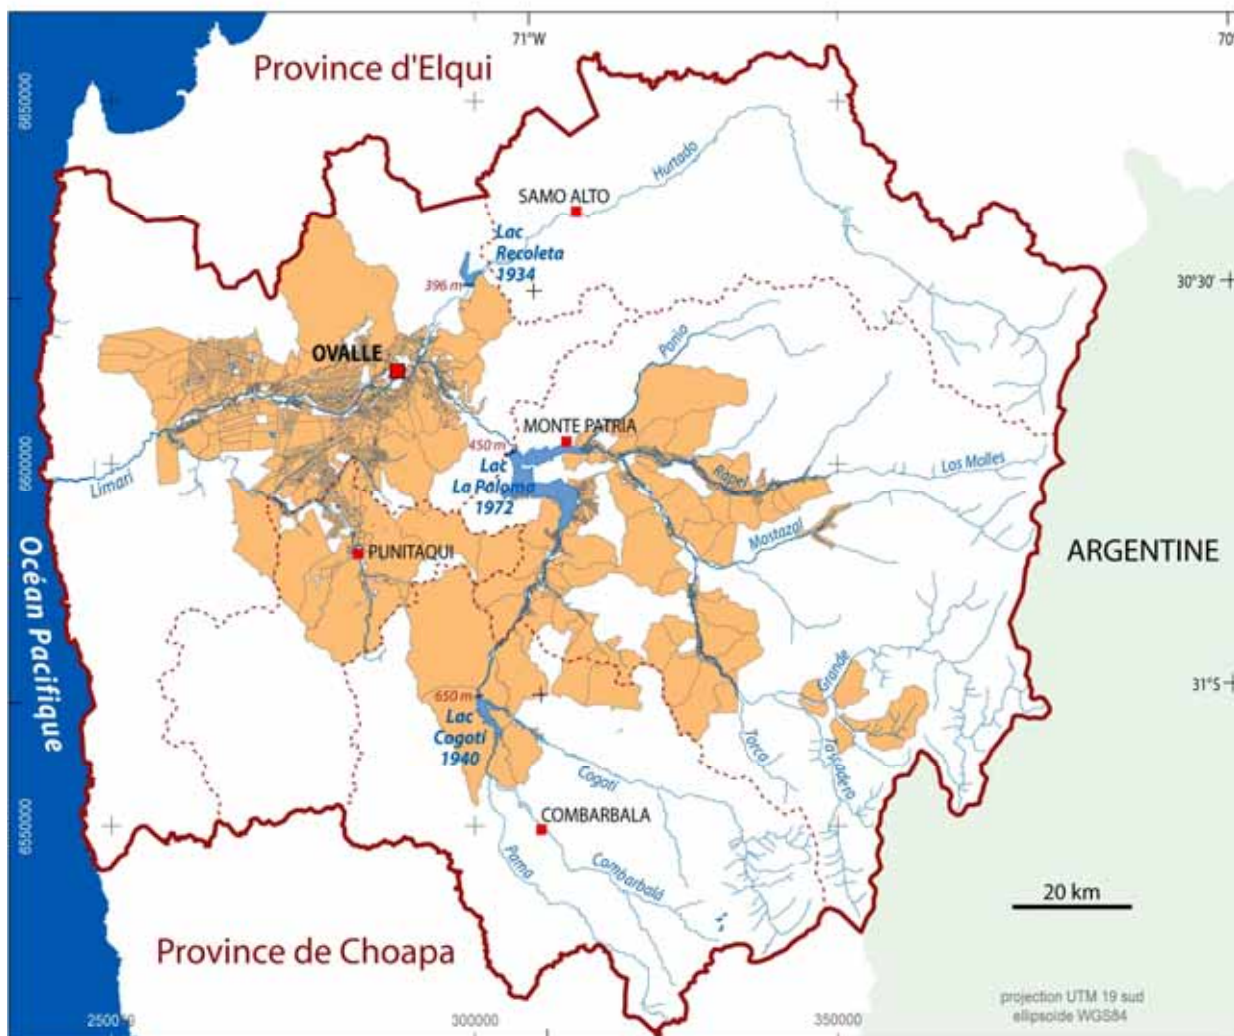 71°W
70°
Province d'Elqui
6650000
Hurtado
SAMO ALTO
Lac
Recoleta
1934
396 m
30°30'
OVALLE
Ponio
MONTE PATRIA
450 m
Lac
La Paloma
1972
Rapel
Los Molles
6600000
Limarí
Mostazal
PUNITAQUI
ARGENTINE
Océan Pacifique
Grande
650 m
31°S
Lac
Cogotí
1940
Torca
Tascadero
Cogotí
6550000
COMBARBALA
Pama
Combarbalá
20 km
Province de Choapa
projection UTM 19 sud
ellipsoïde WGS84
250000
300000
350000